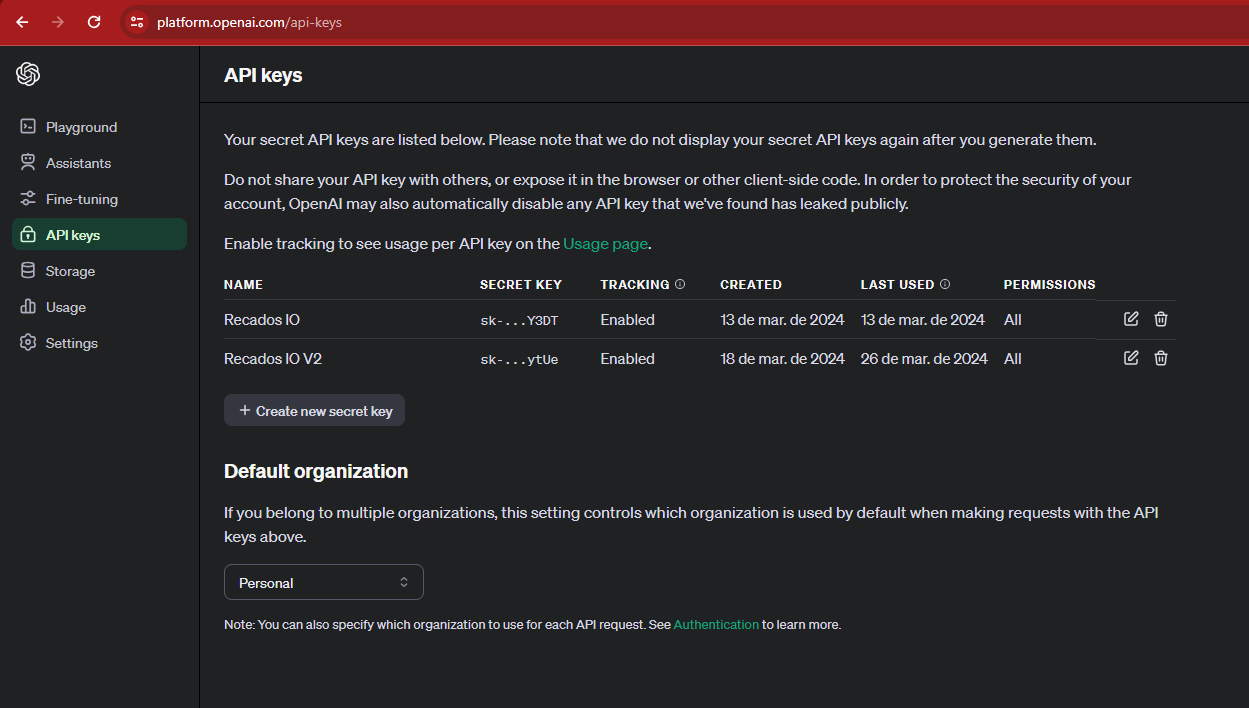 platform.openai.com/api-keys
API keys
Playground
Assistants
Fine-tuning
API keys
Storage
Usage
Settings
Your secret API keys are listed below. Please note that we do not display your secret API keys again after you generate them.
Do not share your API key with others, or expose it in the browser or other client-side code. In order to protect the security of your
account, OpenAI may also automatically disable any API key that we've found has leaked publicly.
Enable tracking to see usage per API key on the Usage page.
NAME SECRET KEY TRACKING CREATED LAST USED PERMISSIONS
Recados IO sk-...Y3DT Enabled 13 de mar. de 2024 13 de mar. de 2024 All
Recados IO V2 sk-...ytUe Enabled 18 de mar. de 2024 26 de mar. de 2024 All
+ Create new secret key
Default organization
If you belong to multiple organizations, this setting controls which organization is used by default when making requests with the API
keys above.
Personal
Note: You can also specify which organization to use for each API request. See Authentication to learn more.